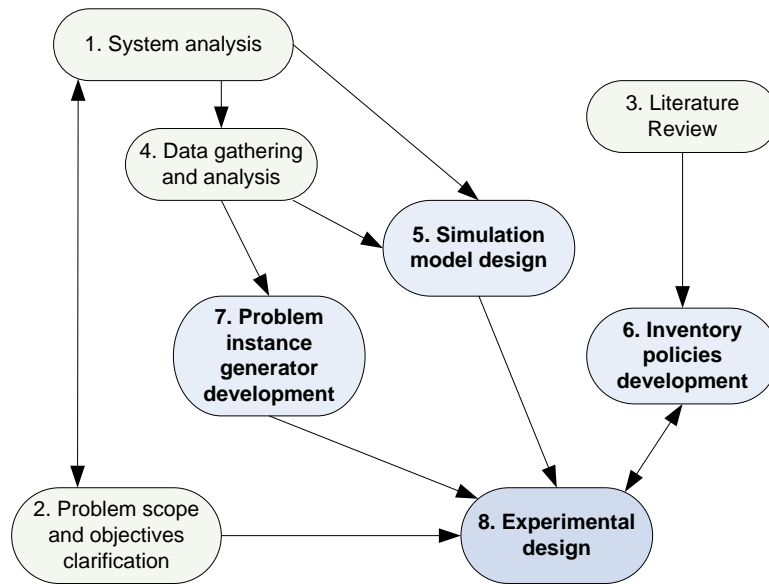 1. System analysis
3. Literature
Review
4. Data gathering
and analysis
5. Simulation
model design
7. Problem
instance
generator
development
6. Inventory
policies
development
2. Problem scope
and objectives
clarification
8. Experimental
design